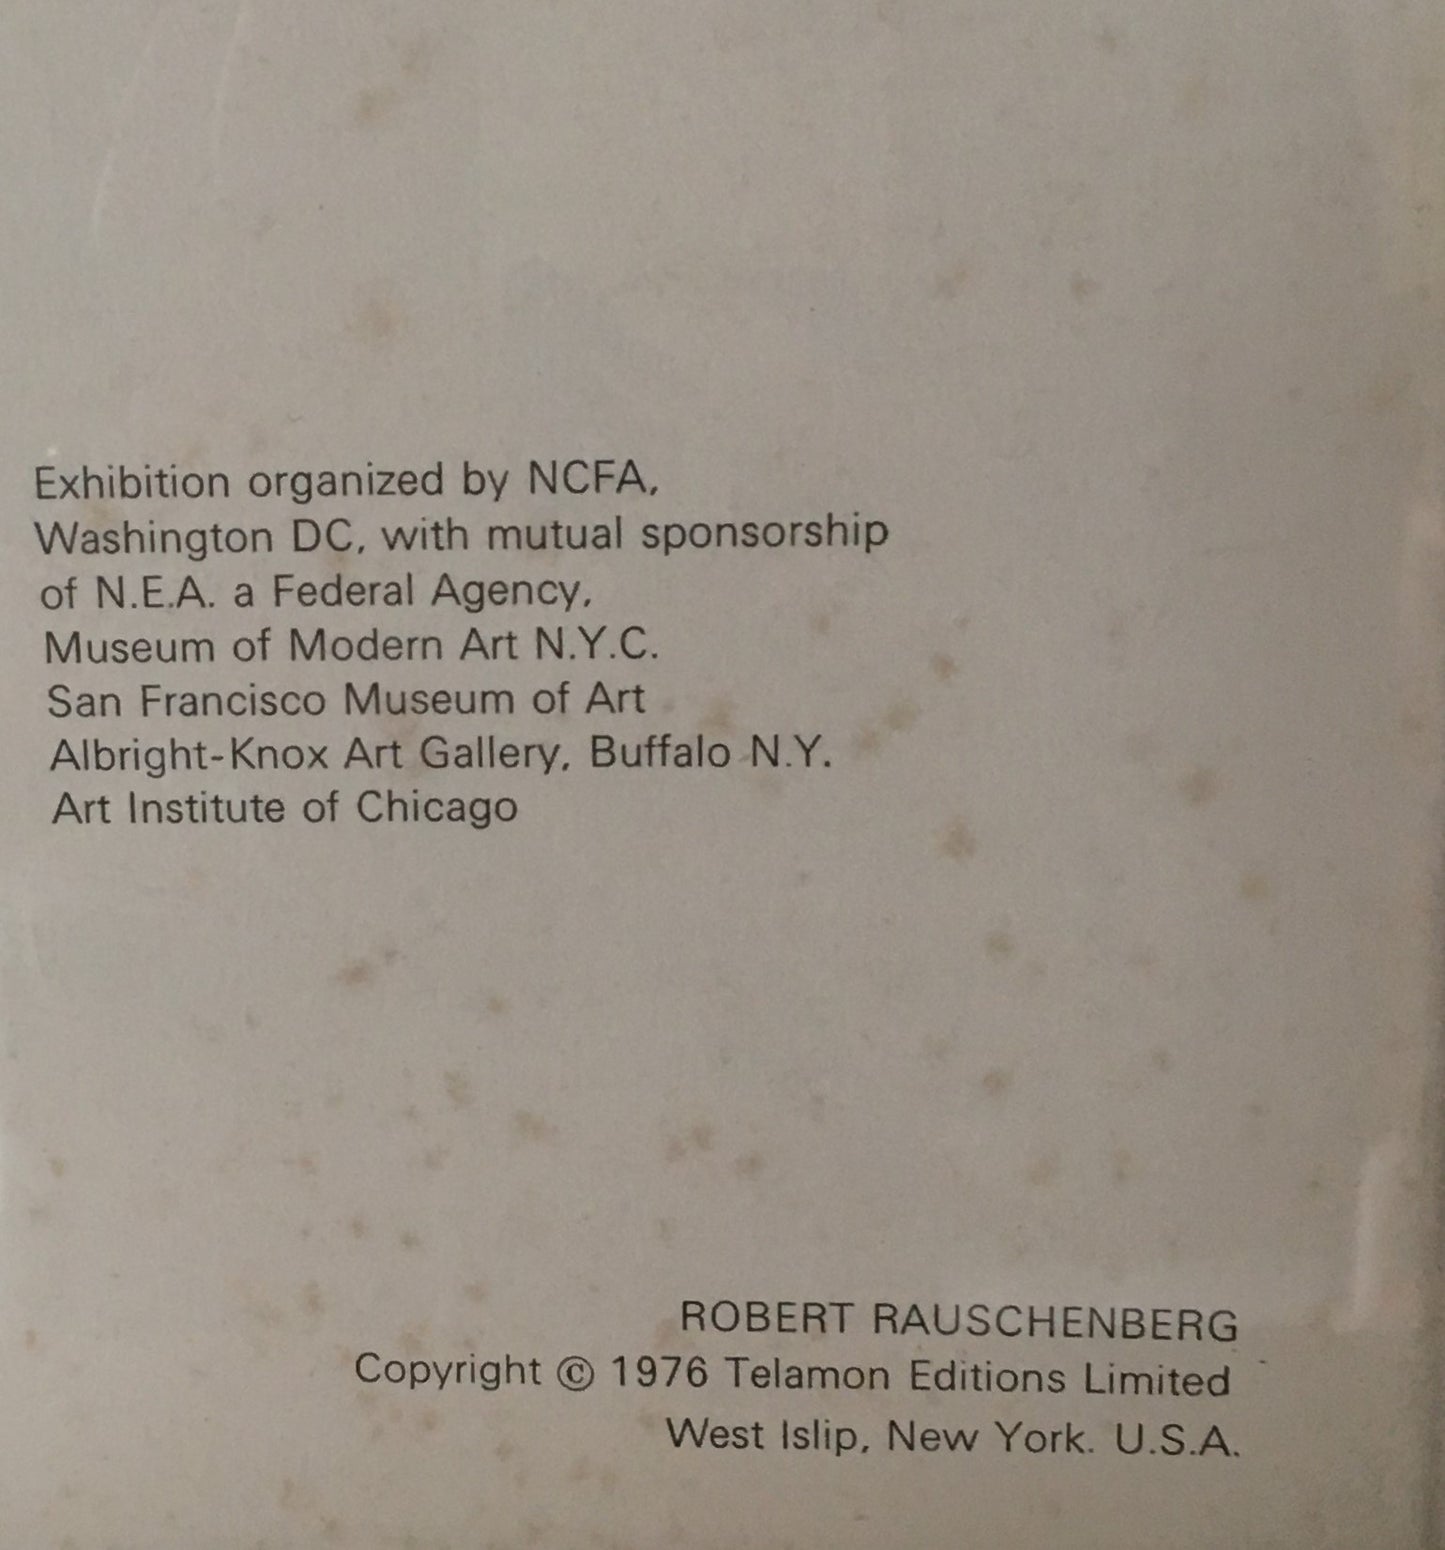 Exhibition organized by NCFA,
Washington DC, with mutual sponsorship
of N.E.A. a Federal Agency,
Museum of Modern Art N.Y.C.
San Francisco Museum of Art
Albright-Knox Art Gallery, Buffalo N.Y.
Art Institute of Chicago
ROBERT RAUSCHENBERG
Copyright © 1976 Telamon Editions Limited
West Islip, New York. U.S.A.